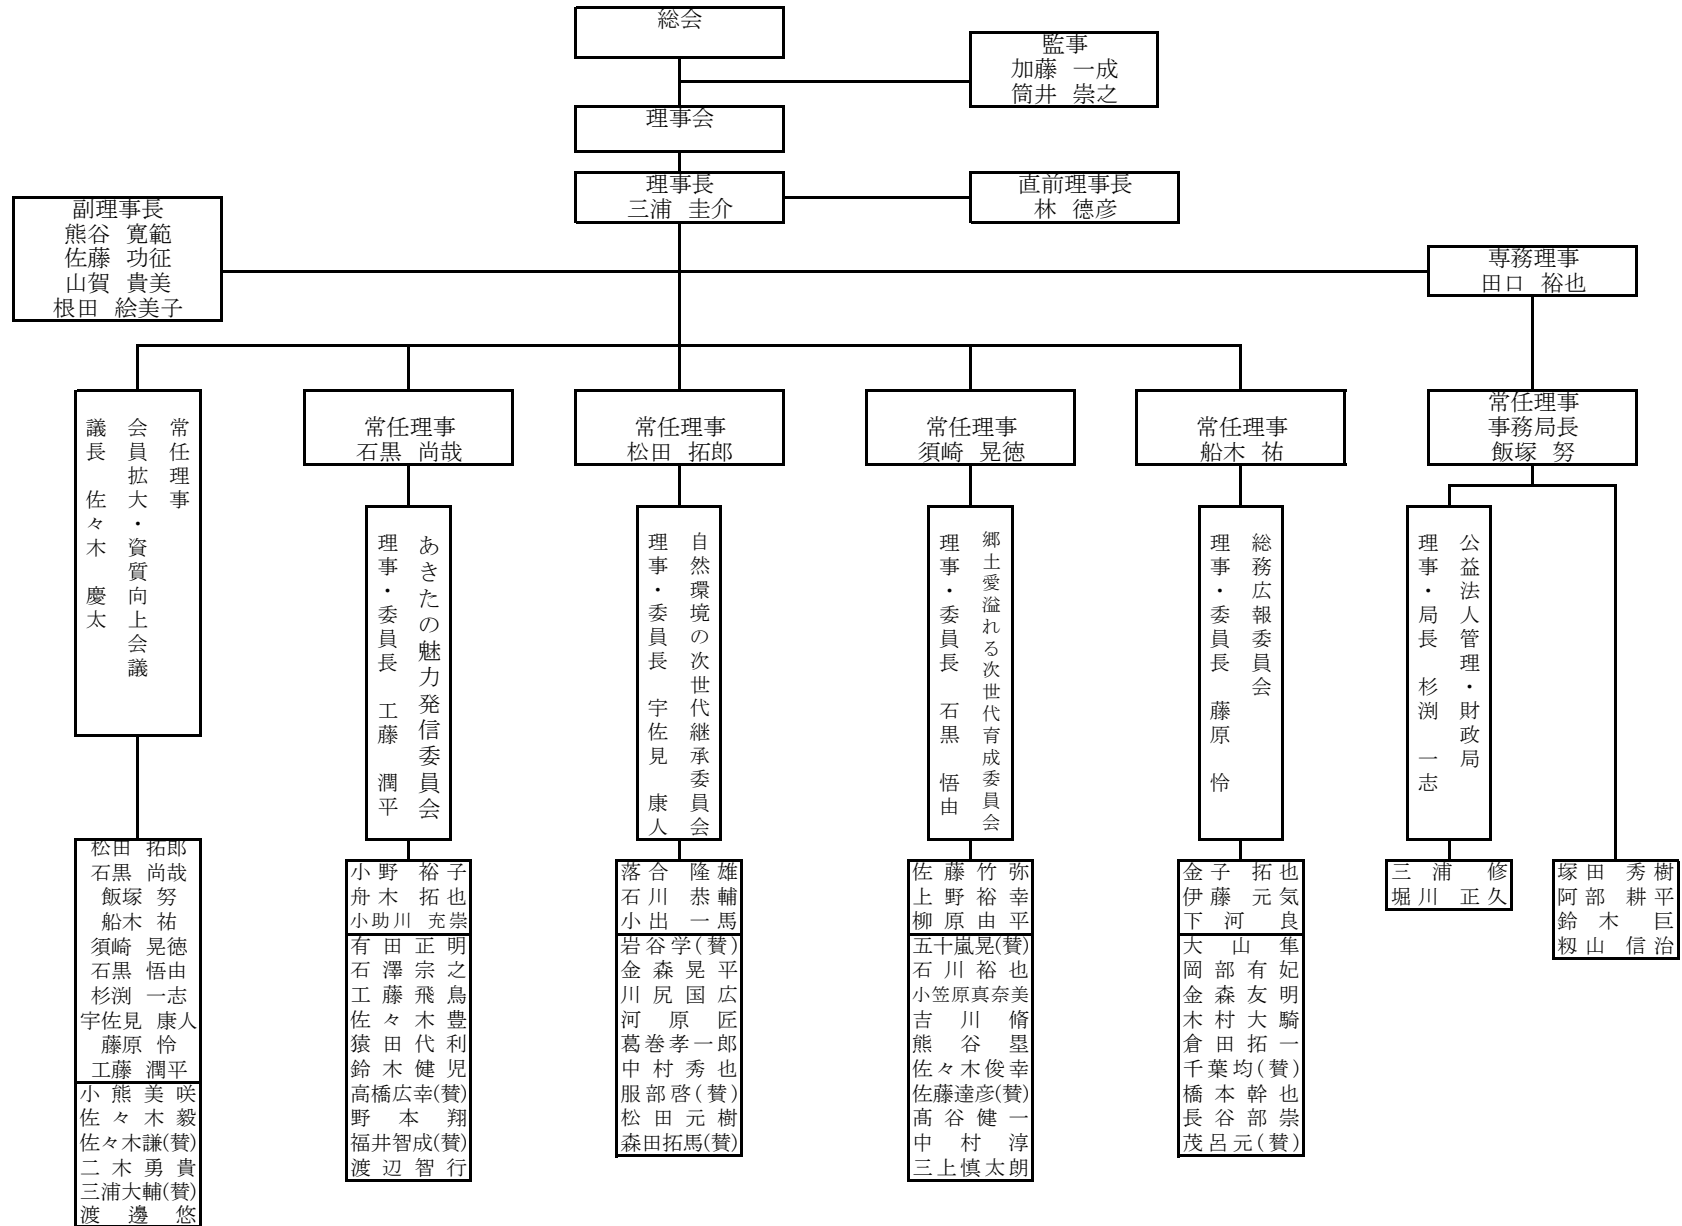 総会
監事
加藤 一成
筒井 崇之
理事会
理事長
三浦 圭介
直前理事長
林 德彦
副理事長
熊谷 寛範
佐藤 功征
山賀 貴美
根田 絵美子
専務理事
田口 裕也
常任理事
会員拡大・資質向上会議
議長 佐々木 慶太
常任理事
石黒 尚哉
常任理事
松田 拓郎
常任理事
須崎 晃徳
常任理事
船木 祐
常任理事
事務局長
飯塚 努
あきたの魅力発信委員会
理事・委員長 工藤 潤平
自然環境の次世代継承委員会
理事・委員長 宇佐見 康人
郷土愛溢れる次世代育成委員会
理事・委員長 石黒 悟由
総務広報委員会
理事・委員長 藤原 怜
公益法人管理・財政局
理事・局長 杉渕 一志
松田 拓郎
石黒 尚哉
飯塚 努
船木 祐
須崎 晃徳
石黒 悟由
杉渕 一志
宇佐見 康人
藤原 怜
工藤 潤平
小熊美咲
佐々木毅
佐々木謙(賛)
二木勇貴
三浦大輔(賛)
渡邊悠
小野 裕子
舟木 拓也
小助川 充崇
有田正明
石澤宗之
工藤飛鳥
佐々木豊
猿田代利
鈴木健児
高橋広幸(賛)
野本翔
福井智成(賛)
渡辺智行
落合 隆雄
石川 恭輔
小出 一馬
岩谷学(賛)
金森晃平
川尻国広
河原匠
葛巻孝一郎
中村秀也
服部啓(賛)
松田元樹
森田拓馬(賛)
佐藤竹弥
上野裕幸
柳原由平
五十嵐晃(賛)
石川裕也
小笠原真奈美
吉川脩
熊谷塁
佐々木俊幸
佐藤達彦(賛)
髙谷健一
中村淳
三上慎太朗
金子 拓也
伊藤 元気
下河 良
大山隼
岡部有妃
金森友明
木村大騎
倉田拓一
千葉均(賛)
橋本幹也
長谷部崇
茂呂元(賛)
三浦 修
堀川 正久
塚田 秀樹
阿部 耕平
鈴木 巨
籾山 信治